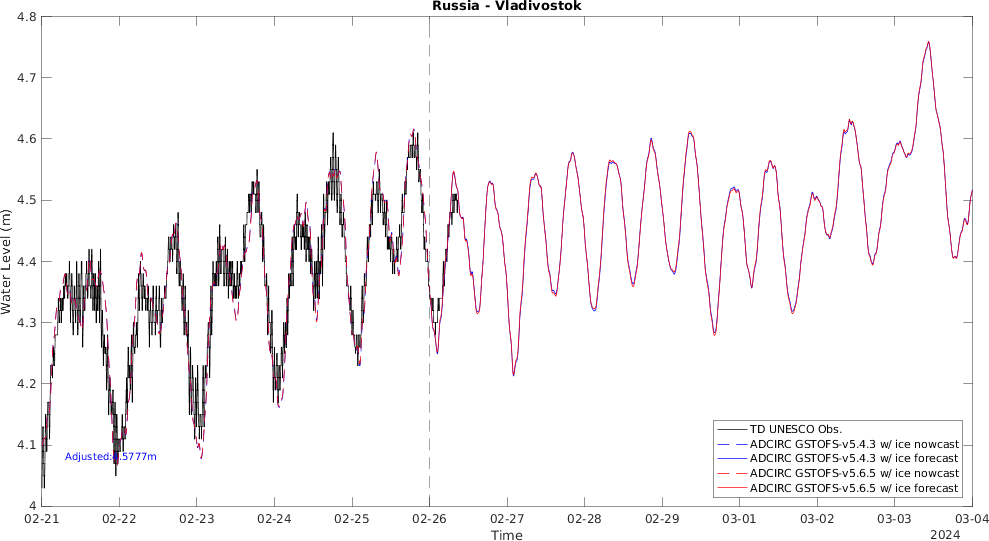 Russia - Vladivostok
4.8
4.7
4.6
4.5
4.4
4.3
4.2
4.1
4
Water Level (m)
02-21 02-22 02-23 02-24 02-25 02-26 02-27 02-28 02-29 03-01 03-02 03-03 03-04
Time
2024
TD UNESCO Obs.
ADCIRC GSTOFS-v5.4.3 w/ ice nowcast
ADCIRC GSTOFS-v5.4.3 w/ ice forecast
ADCIRC GSTOFS-v5.6.5 w/ ice nowcast
ADCIRC GSTOFS-v5.6.5 w/ ice forecast